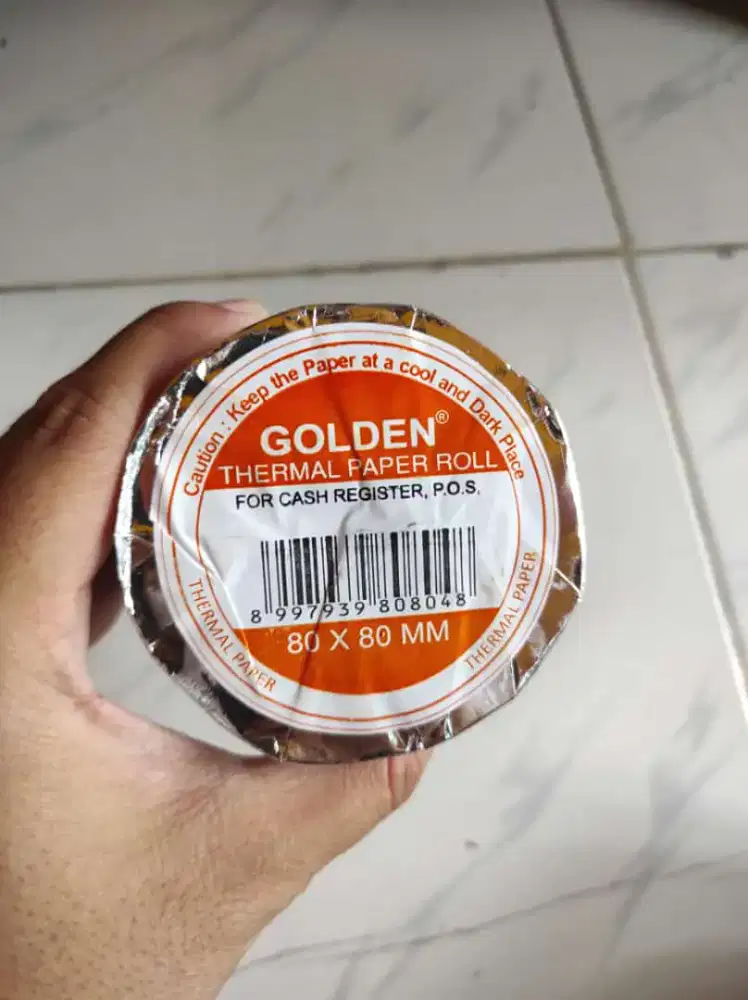 Caution : Keep the Paper at a cool and Dark Place
GOLDEN®
THERMAL PAPER ROLL
FOR CASH REGISTER, P.O.S.
8 997939 808048
80 X 80 MM
THERMAL PAPER
THERMAL PAPER